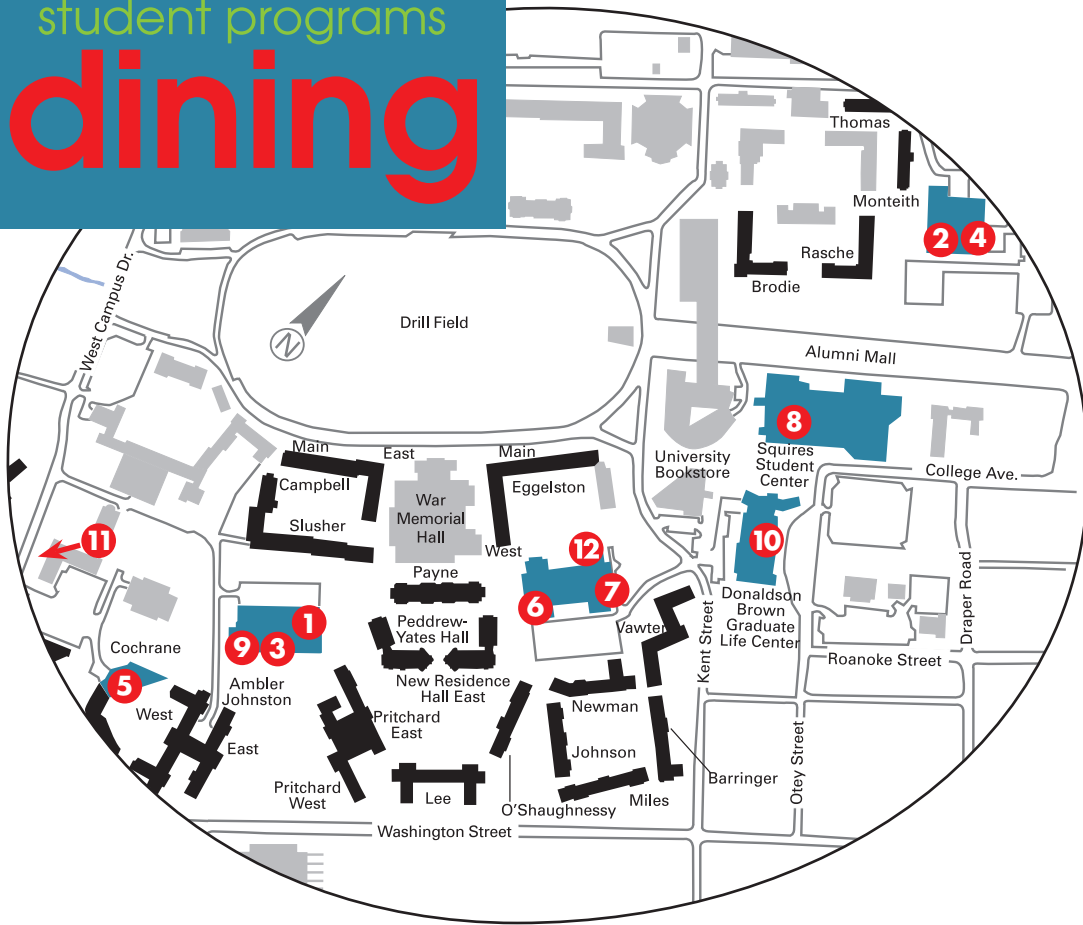 student programs
dining
Thomas
Monteith
2
4
Rasche
Brodie
West Campus Dr.
N
Drill Field
Alumni Mall
8
Squires
Student
Center
University
Bookstore
College Ave.
Main
East
Main
Campbell
Eggelston
War
Memorial
Hall
Slusher
West
11
10
12
Payne
6
7
Donaldson
Brown
Graduate
Life Center
Kent Street
Draper Road
Peddrew-
Yates Hall
Vawter
1
9
3
Cochrane
Roanoke Street
5
New Residence
Hall East
Ambler
Johnston
West
East
Newman
Pritchard
East
Johnson
Otey Street
Barringer
Pritchard
West
Lee
O'Shaughnessy
Miles
Washington Street